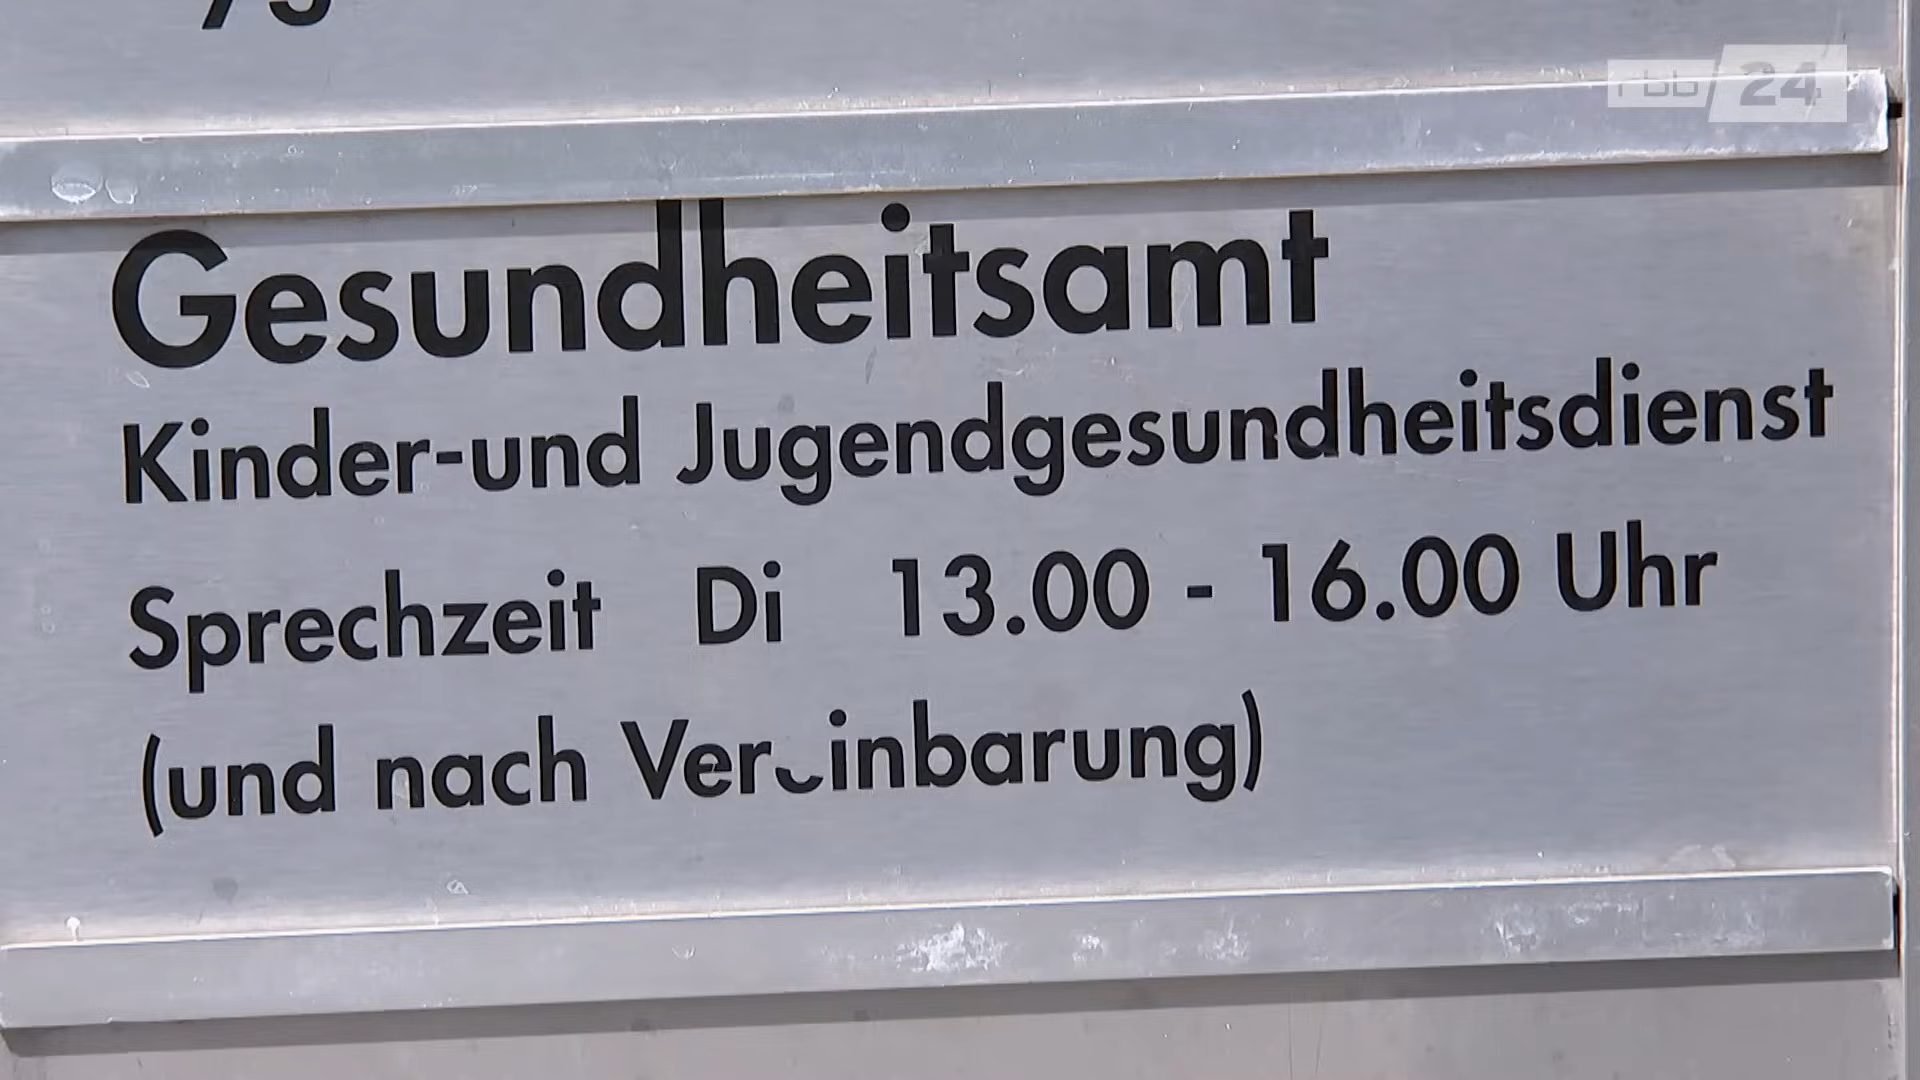 rbb 24
Gesundheitsamt
Kinder-und Jugendgesundheitsdienst
Sprechzeit Di 13.00 - 16.00 Uhr
(und nach Vereinbarung)